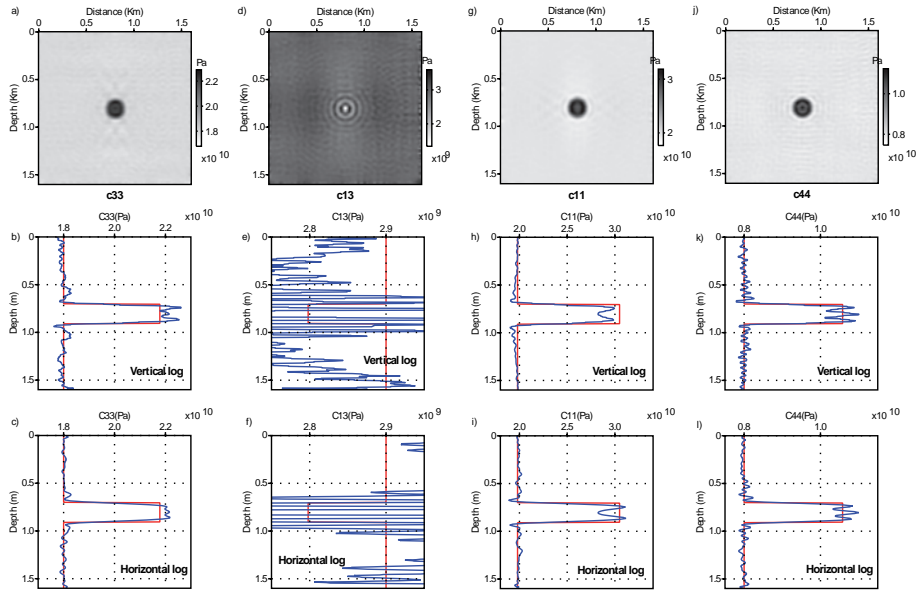 a) Distance (Km) d) Distance (Km) g) Distance (Km) j) Distance (Km)
0 0.5 1.0 1.5 0 0.5 1.0 1.5 0 0.5 1.0 1.5 0 0.5 1.0 1.5
0 0 0 0
Pa Pa Pa Pa
0.5 0.5 0.5 0.5
Depth (Km) Depth (Km) Depth (Km) Depth (Km)
2.2 2.0 1.8 3 2 3 2 1.0 0.8
1.0 1.0 1.0 1.0
x10 10 x10 9 x10 10 x10 10
1.5 1.5 1.5 1.5
c33 c13 c11 c44
b) C33(Pa) x0 10 e) C13(Pa) x10 9 h) C11(Pa) x10 10 k) C44(Pa) x10 10
1.8 2.0 2.2 2.8 2.9 2.0 2.5 3.0 0.8 1.0
0 0 0 0
0.5 0.5 0.5 0.5
Depth (m) Depth (m) Depth (m) Depth (m)
1.0 1.0 1.0 1.0
Vertical log Vertical log Vertical log Vertical log
1.5 1.5 1.5 1.5
c) C33(Pa) x0 10 f) C13(Pa) x10 9 i) C11(Pa) x10 10 l) C44(Pa) x10 10
1.8 2.0 2.2 2.8 2.9 2.0 2.5 3.0 0.8 1.0
0 0 0 0
0.5 0.5 0.5 0.5
Depth (m) Depth (m) Depth (m) Depth (m)
1.0 1.0 1.0 1.0
Horizontal log Horizontal log Horizontal log Horizontal log
1.5 1.5 1.5 1.5